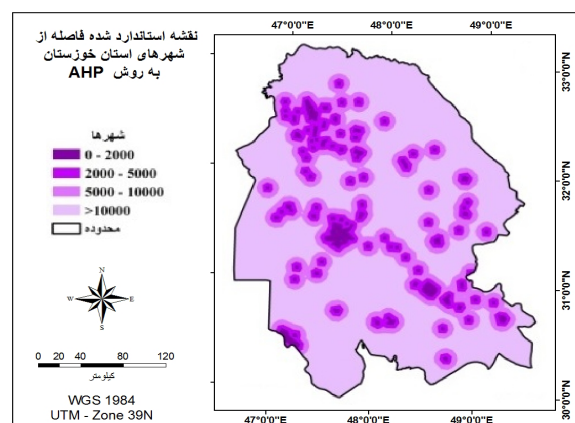 نقشه استاندارد شده فاصله از
شهرهای استان خوزستان
به روش AHP
شهرها
0 - 2000
2000 - 5000
5000 - 10000
>10000
محدوده
N
W
E
S
0 20 40 80 120
کیلومتر
WGS 1984
UTM - Zone 39N
47°0'0"E 48°0'0"E 49°0'0"E
33°0'0"N
32°0'0"N
31°0'0"N
30°0'0"N
47°0'0"E 48°0'0"E 49°0'0"E